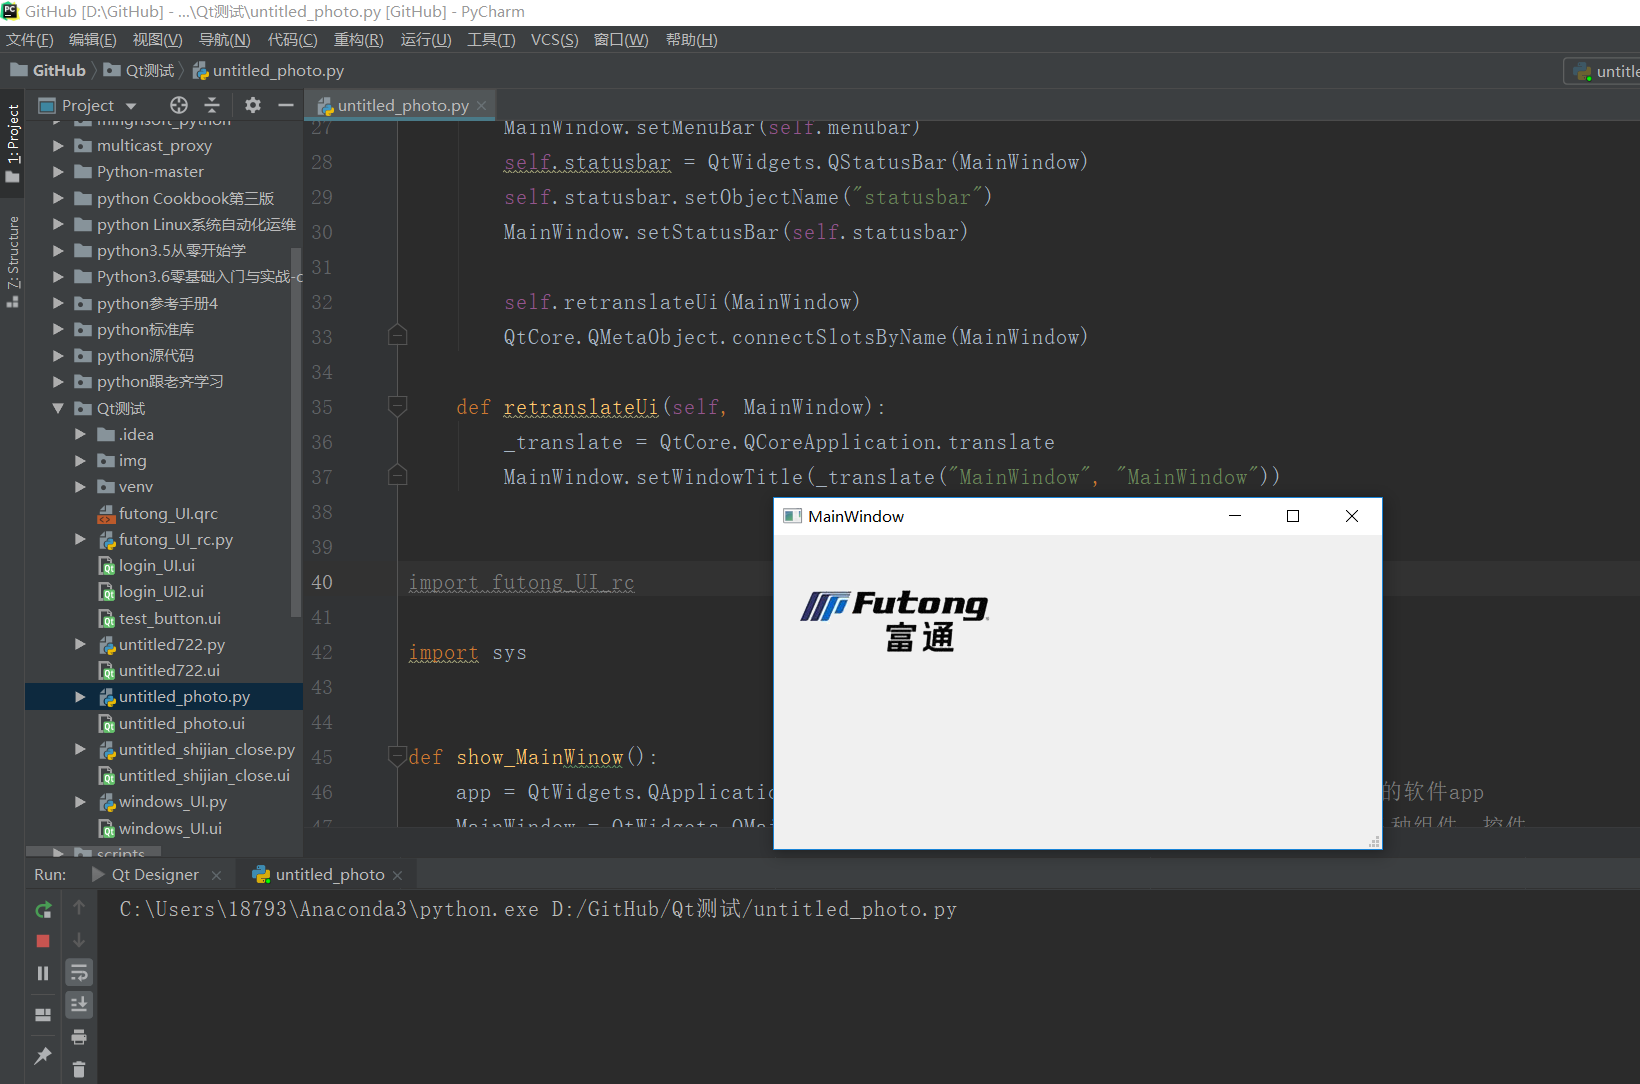 GitHub [D:\GitHub] - ...\Qt测试\untitled_photo.py [GitHub] - PyCharm
文件(F) 编辑(E) 视图(V) 导航(N) 代码(C) 重构(R) 运行(U) 工具(T) VCS(S) 窗口(W) 帮助(H)
GitHub Qt测试 untitled_photo.py
Project
untitled_photo.py
1: Project
7: Structure
mingrisoft_python
multicast_proxy
Python-master
python Cookbook第三版
python Linux系统自动化运维
python3.5从零开始学
Python3.6零基础入门与实战-c
python参考手册4
python标准库
python源代码
python跟老齐学习
Qt测试
.idea
img
venv
futong_UI.qrc
futong_UI_rc.py
login_UI.ui
login_UI2.ui
test_button.ui
untitled722.py
untitled722.ui
untitled_photo.py
untitled_photo.ui
untitled_shijian_close.py
untitled_shijian_close.ui
windows_UI.py
windows_UI.ui
scripts
27 MainWindow.setMenuBar(self.menubar)
28 self.statusbar = QtWidgets.QStatusBar(MainWindow)
29 self.statusbar.setObjectName("statusbar")
30 MainWindow.setStatusBar(self.statusbar)
31
32 self.retranslateUi(MainWindow)
33 QtCore.QMetaObject.connectSlotsByName(MainWindow)
34
35 def retranslateUi(self, MainWindow):
36 _translate = QtCore.QCoreApplication.translate
37 MainWindow.setWindowTitle(_translate("MainWindow", "MainWindow"))
38
39
40 import futong_UI_rc
41
42 import sys
43
44
45 def show_MainWinow():
46 app = QtWidgets.QApplicatio 的软件app
47 MainWindow = QtWidgets.QMai 种组件、控件
MainWindow
Futong
富通
Run: Qt Designer untitled_photo
C:\Users\18793\Anaconda3\python.exe D:/GitHub/Qt测试/untitled_photo.py